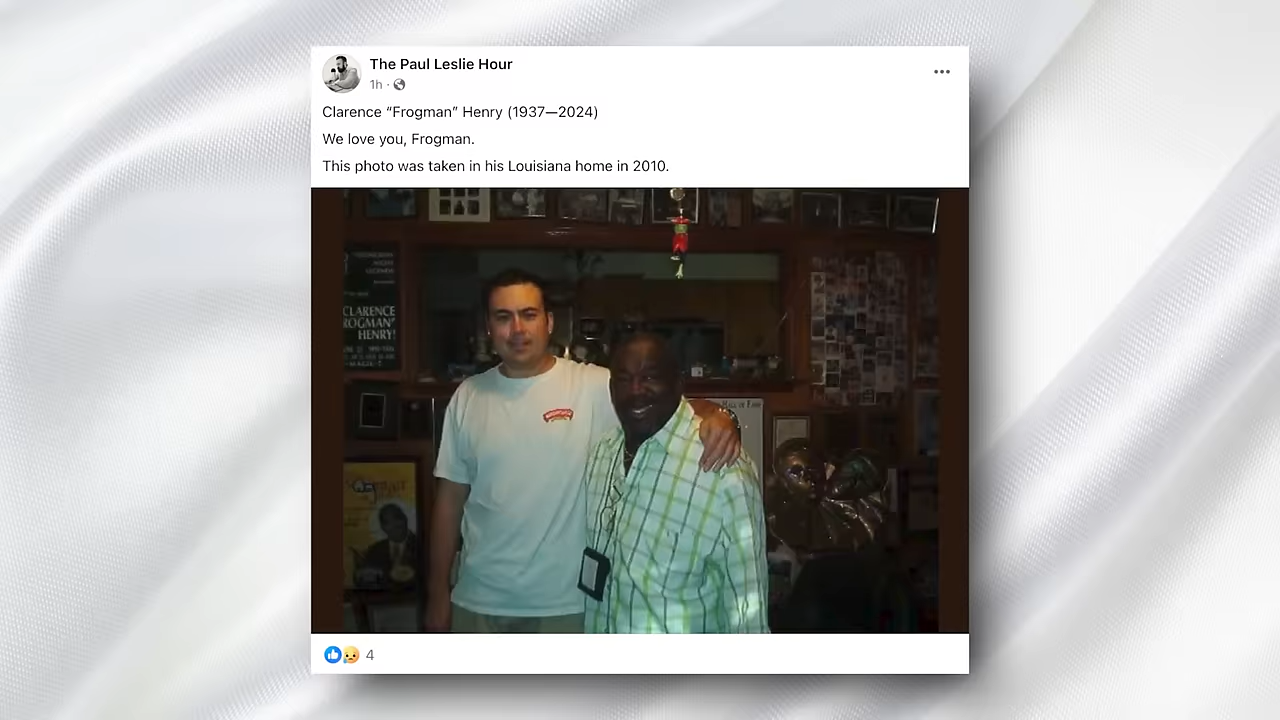 The Paul Leslie Hour
1h ·
Clarence “Frogman” Henry (1937—2024)
We love you, Frogman.
This photo was taken in his Louisiana home in 2010.
CLARENCE
HENRY!
4